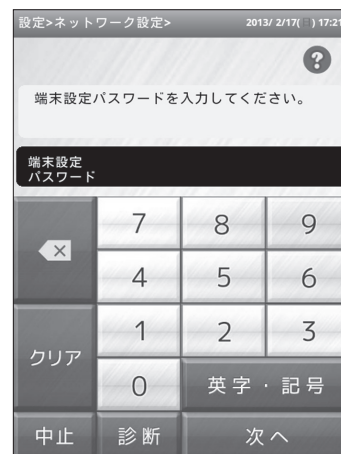 設定>ネットワーク設定> 2013/ 2/17( ) 17:21
?
端末設定パスワードを入力してください。
端末設定
パスワード
7 8 9
4 5 6
クリア 1 2 3
0 英字・記号
中止 診断 次へ